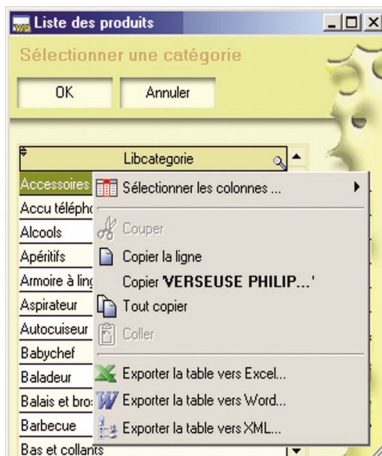 Liste des produits
Sélectionner une catégorie
OK Annuler
Libcategorie
Accessoires
Sélectionner les colonnes ...
Accu téléph
Couper
Alcools
Apéritifs
Copier la ligne
Armoire à lin
Copier 'VERSEUSE PHILIP...'
Aspirateur
Tout copier
Autocuiseur
Coller
Babychef
Baladeur
Exporter la table vers Excel...
Balais et bro
Exporter la table vers Word...
Barbecue
Exporter la table vers XML...
Bas et collants